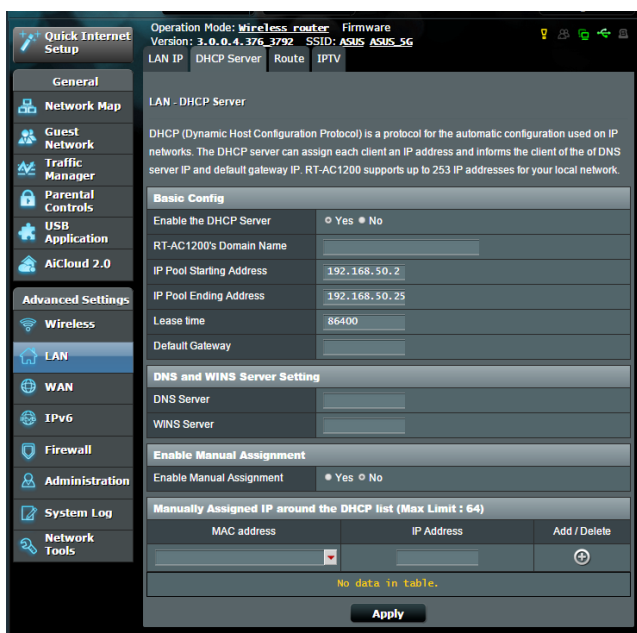 Quick Internet
Setup
General
Network Map
Guest
Network
Traffic
Manager
Parental
Controls
USB
Application
AiCloud 2.0
Advanced Settings
Wireless
LAN
WAN
IPv6
Firewall
Administration
System Log
Network
Tools
Operation Mode: Wireless router Firmware
Version: 3.0.0.4.376_3792 SSID: ASUS ASUS_5G
LAN IP DHCP Server Route IPTV
LAN - DHCP Server
DHCP (Dynamic Host Configuration Protocol) is a protocol for the automatic configuration used on IP
networks. The DHCP server can assign each client an IP address and informs the client of the of DNS
server IP and default gateway IP. RT-AC1200 supports up to 253 IP addresses for your local network.
Basic Config
Enable the DHCP Server Yes No
RT-AC1200's Domain Name
IP Pool Starting Address 192.168.50.2
IP Pool Ending Address 192.168.50.25
Lease time 86400
Default Gateway
DNS and WINS Server Setting
DNS Server
WINS Server
Enable Manual Assignment
Enable Manual Assignment Yes No
Manually Assigned IP around the DHCP list (Max Limit : 64)
MAC address IP Address Add / Delete
No data in table.
Apply